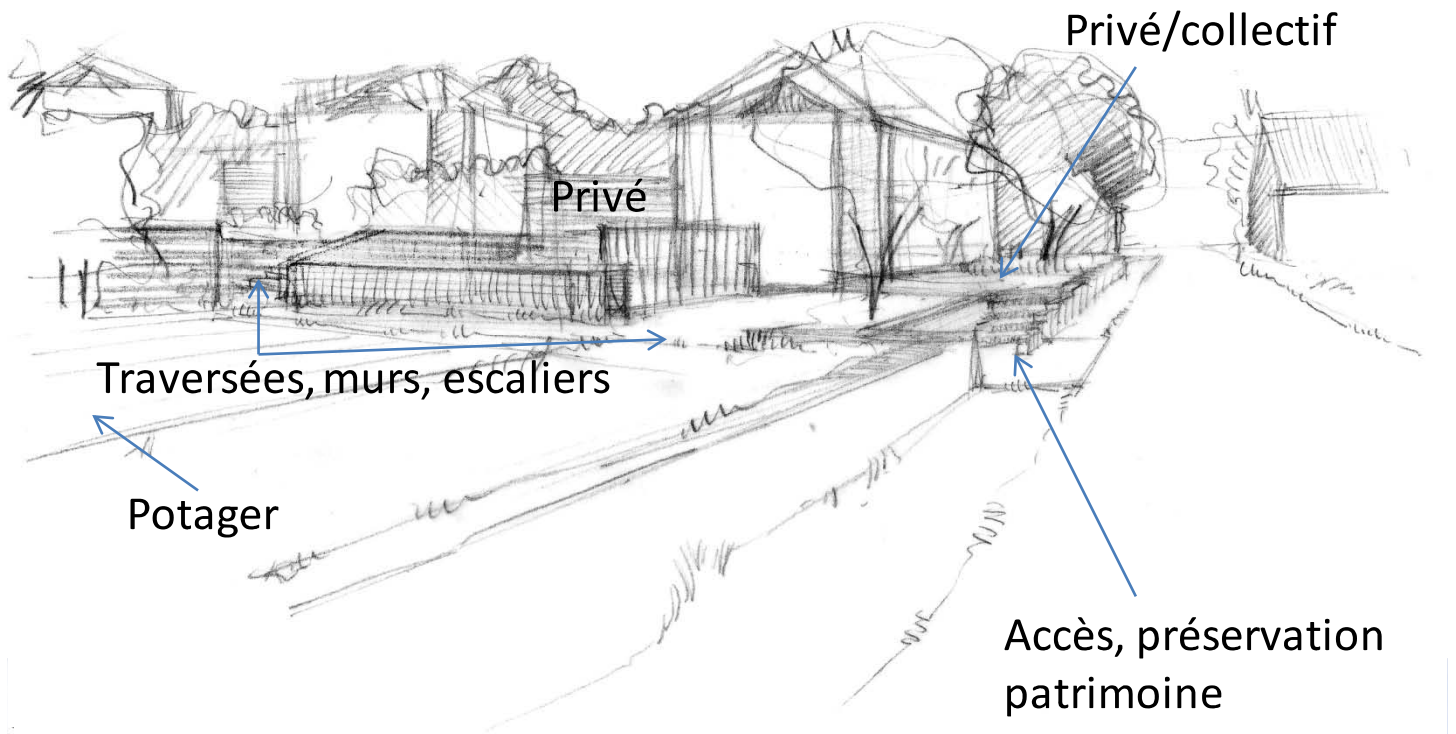 Privé/collectif
Privé
Traversées, murs, escaliers
Potager
Accès, préservation
patrimoine